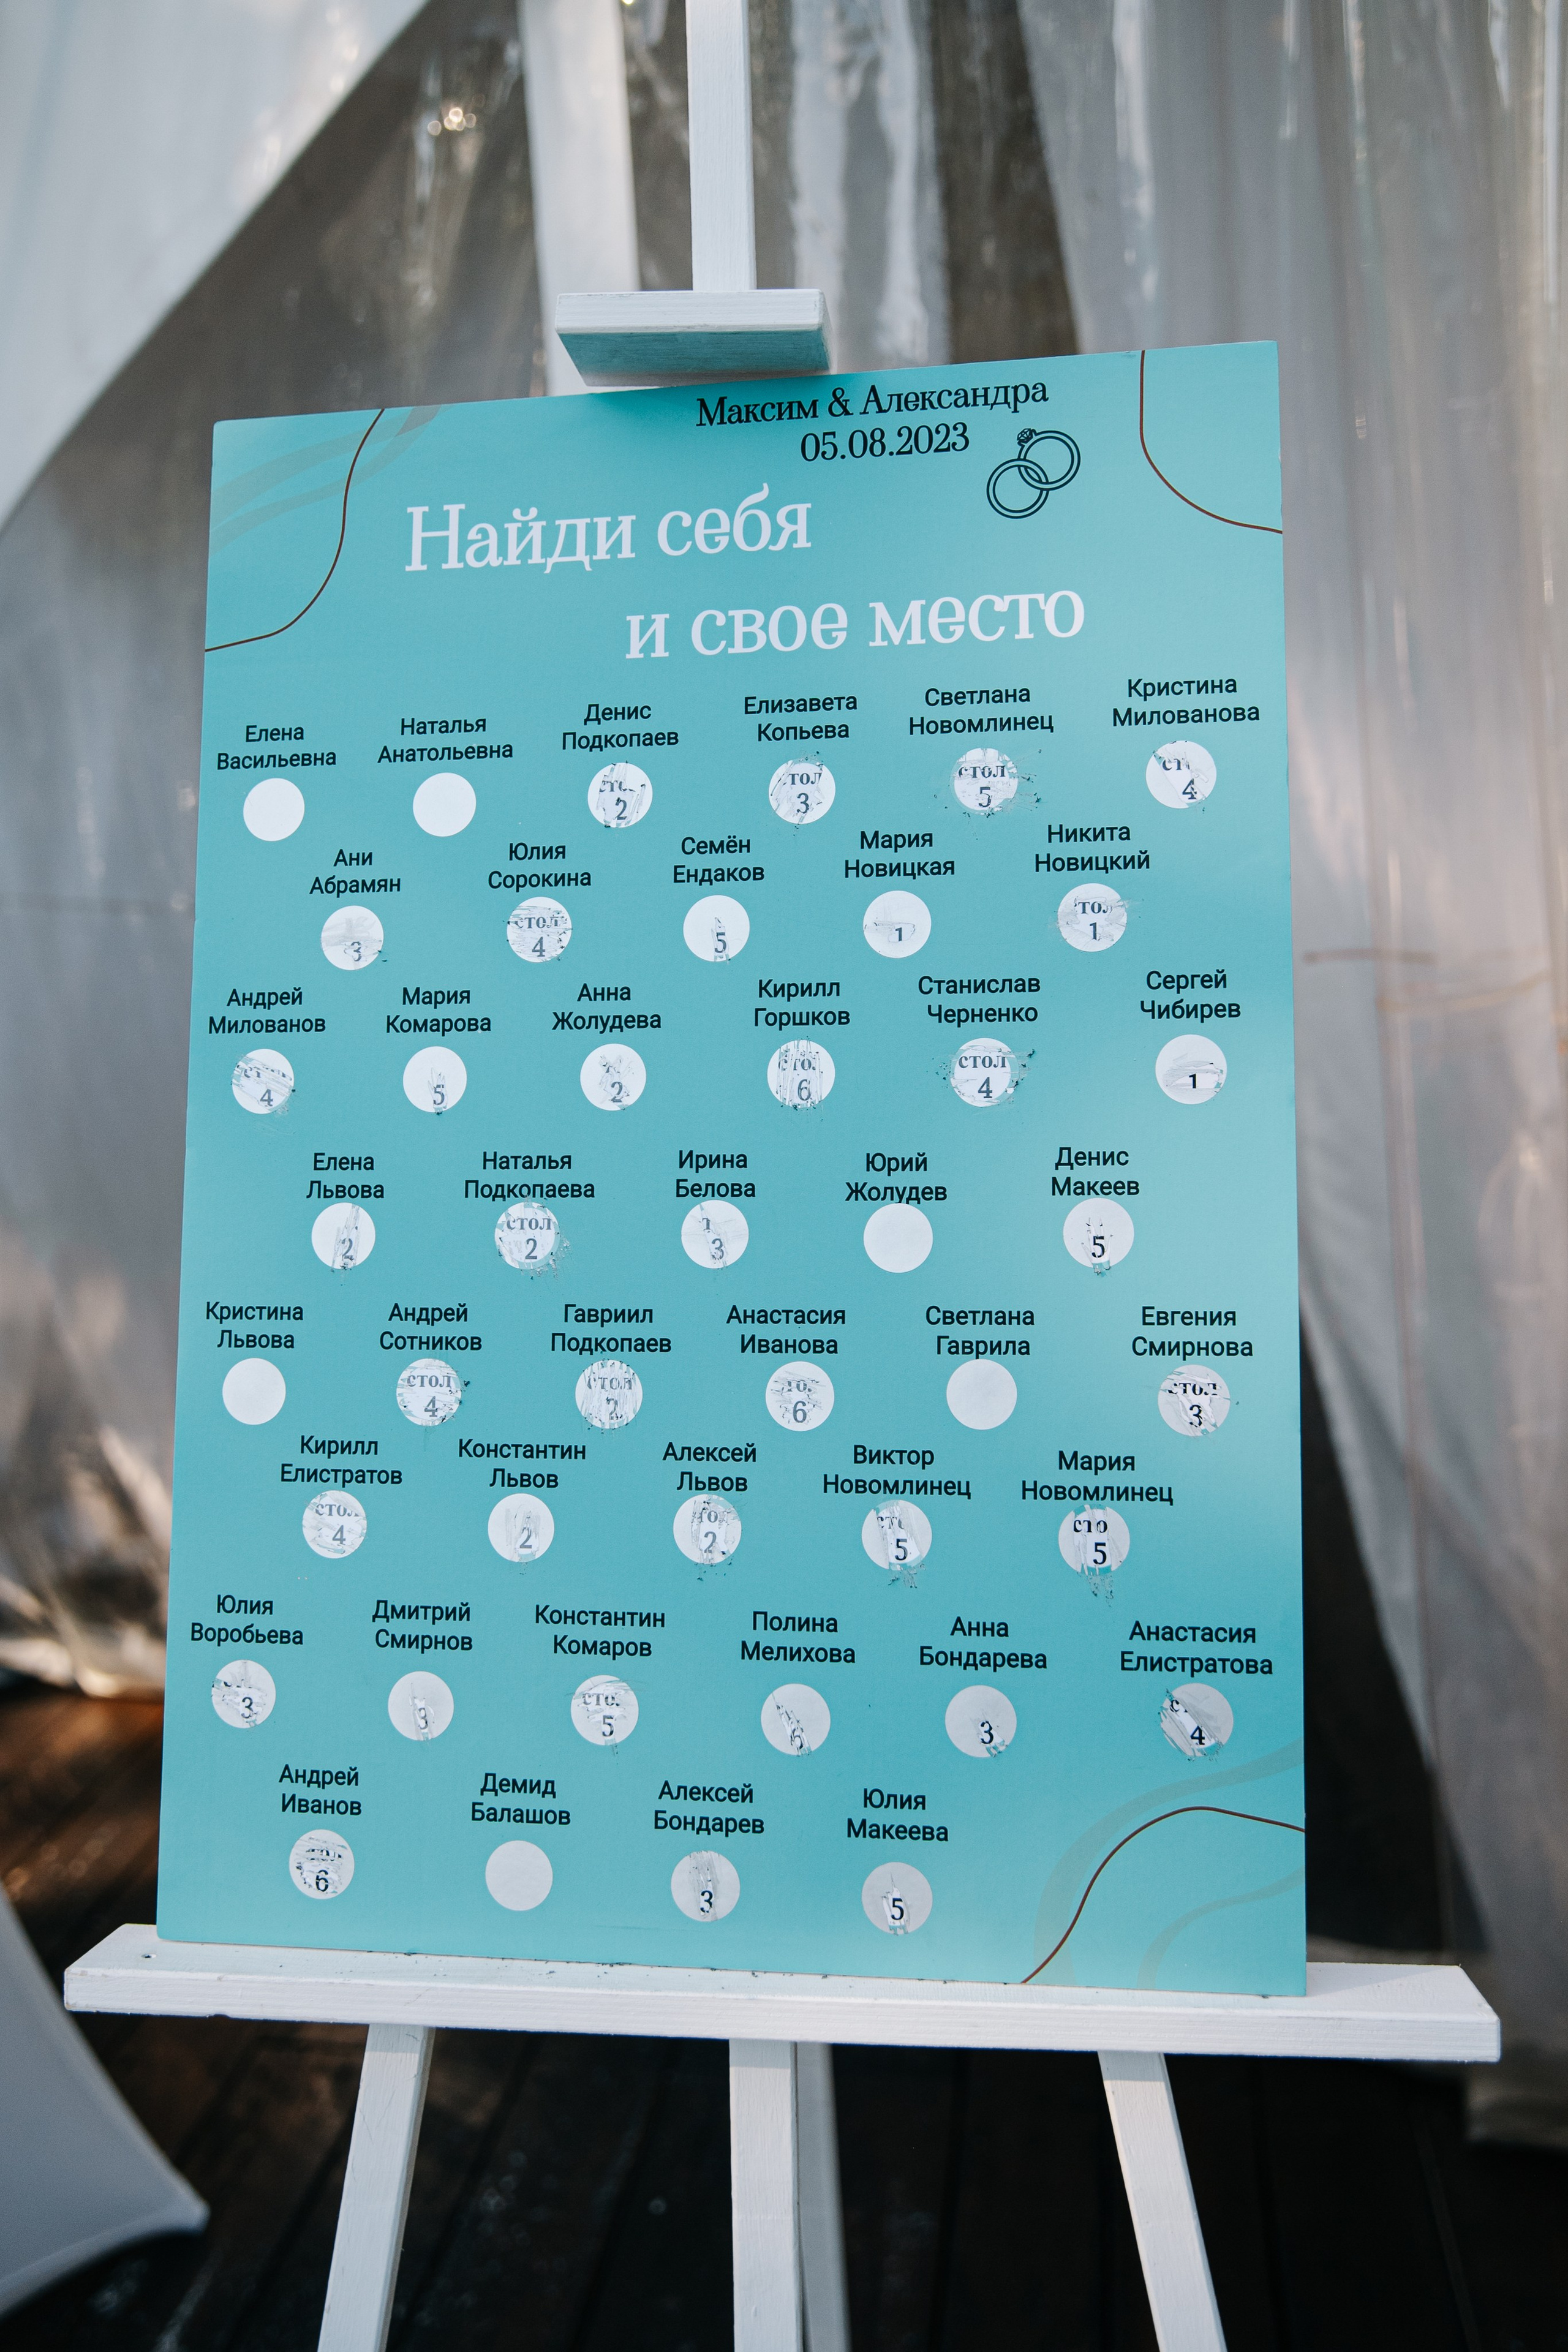 Максим & Александра
05.08.2023
Найди себя
и свое место
Елена Васильевна
Наталья Анатольевна
Денис Подкопаев
2
Елизавета Копьева
стол
3
Светлана Новомлинец
стол
5
Кристина Милованова
4
Ани Абрамян
3
Юлия Сорокина
стол
4
Семён Ендаков
5
Мария Новицкая
1
Никита Новицкий
стол
1
Андрей Милованов
4
Мария Комарова
5
Анна Жолудева
2
Кирилл Горшков
6
Станислав Черненко
стол
4
Сергей Чибирев
1
Елена Львова
2
Наталья Подкопаева
стол
2
Ирина Белова
3
Юрий Жолудев
Денис Макеев
5
Кристина Львова
Андрей Сотников
стол
4
Гавриил Подкопаев
стол
2
Анастасия Иванова
6
Светлана Гаврила
Евгения Смирнова
стол
3
Кирилл Елистратов
стол
4
Константин Львов
2
Алексей Львов
2
Виктор Новомлинец
5
Мария Новомлинец
5
Юлия Воробьева
3
Дмитрий Смирнов
3
Константин Комаров
5
Полина Мелихова
Анна Бондарева
3
Анастасия Елистратова
4
Андрей Иванов
6
Демид Балашов
Алексей Бондарев
3
Юлия Макеева
5